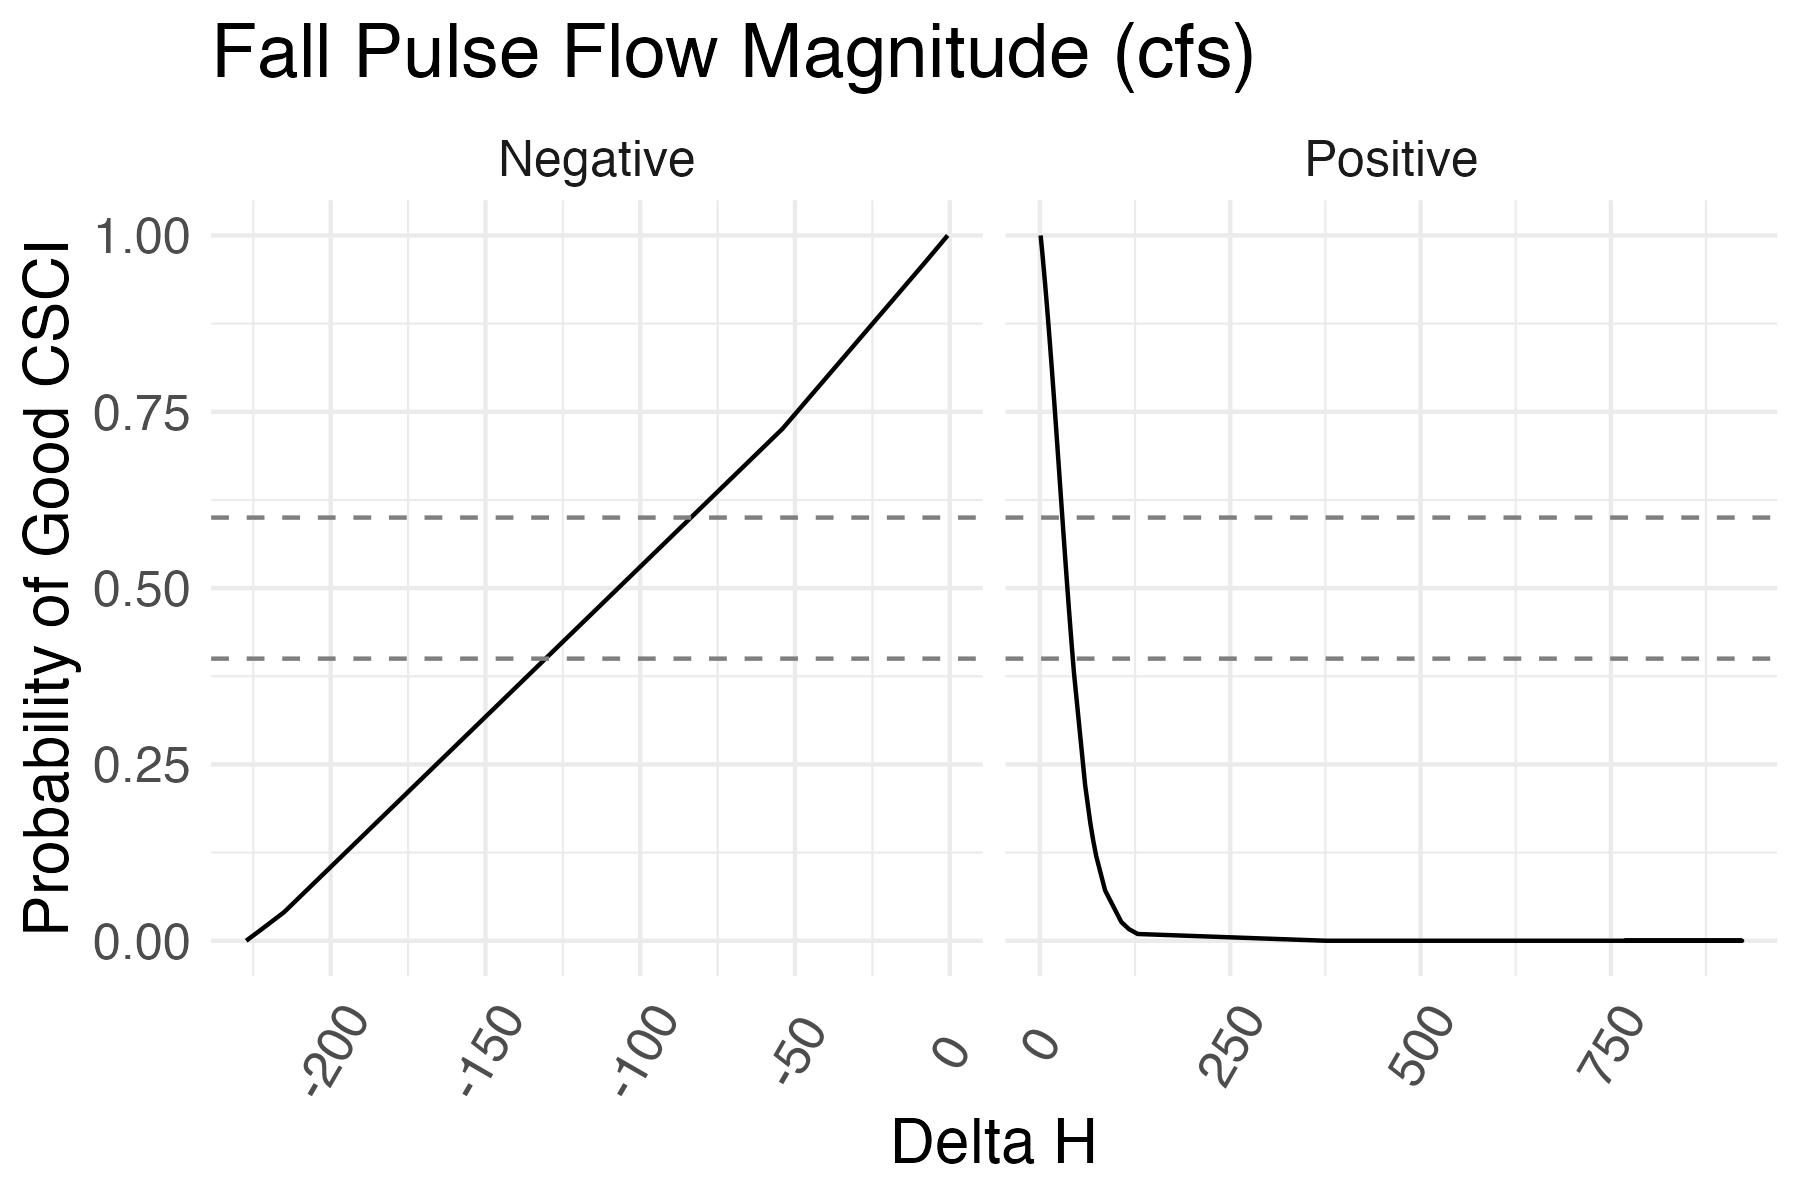 Fall Pulse Flow Magnitude (cfs)
Negative
Positive
Probability of Good CSCI
1.00
0.75
0.50
0.25
0.00
-200
-150
-100
-50
0
0
250
500
750
Delta H